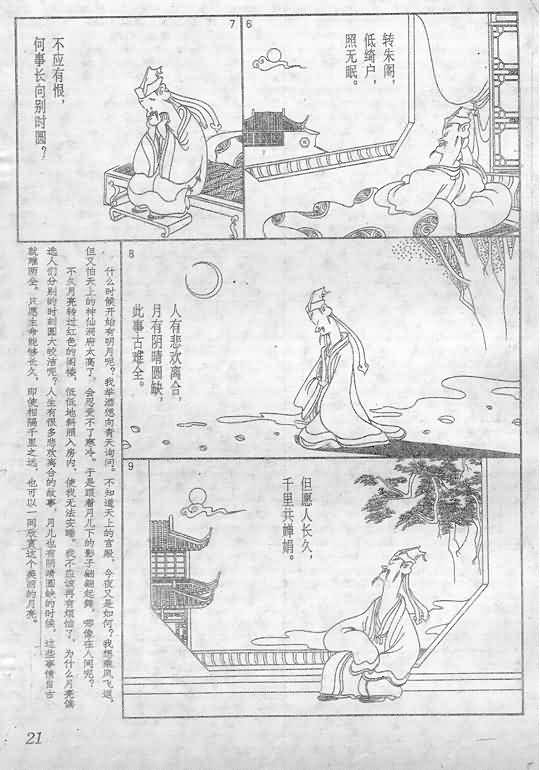 6
转朱阁，
低绮户，
照无眠。
7
不应有恨，
何事长向别时圆？
8
人有悲欢离合，
月有阴晴圆缺，
此事古难全。
9
但愿人长久，
千里共婵娟。
什么时候开始有明月呢？我举酒想向青天询问。不知道天上的宫殿，今夜又是如何？我想乘风飞返，
但又怕天上的神仙洞府太高了，会忍受不了寒冷。于是跟着月儿下的影子翩翩起舞，哪像在人间呢？
不久月亮转过红色的阁楼，低低地斜照入房内，使我无法安睡。我不应该再有烦恼了，为什么月亮偏
选人们分别的时刻圆大皎洁呢？人生有很多悲欢离合的故事，月儿也有阴晴圆缺的时候，这些事情自古
就难两全。只愿生命能够长久，即使相隔千里之远，也可以一同欣赏这个美丽的月亮。
21